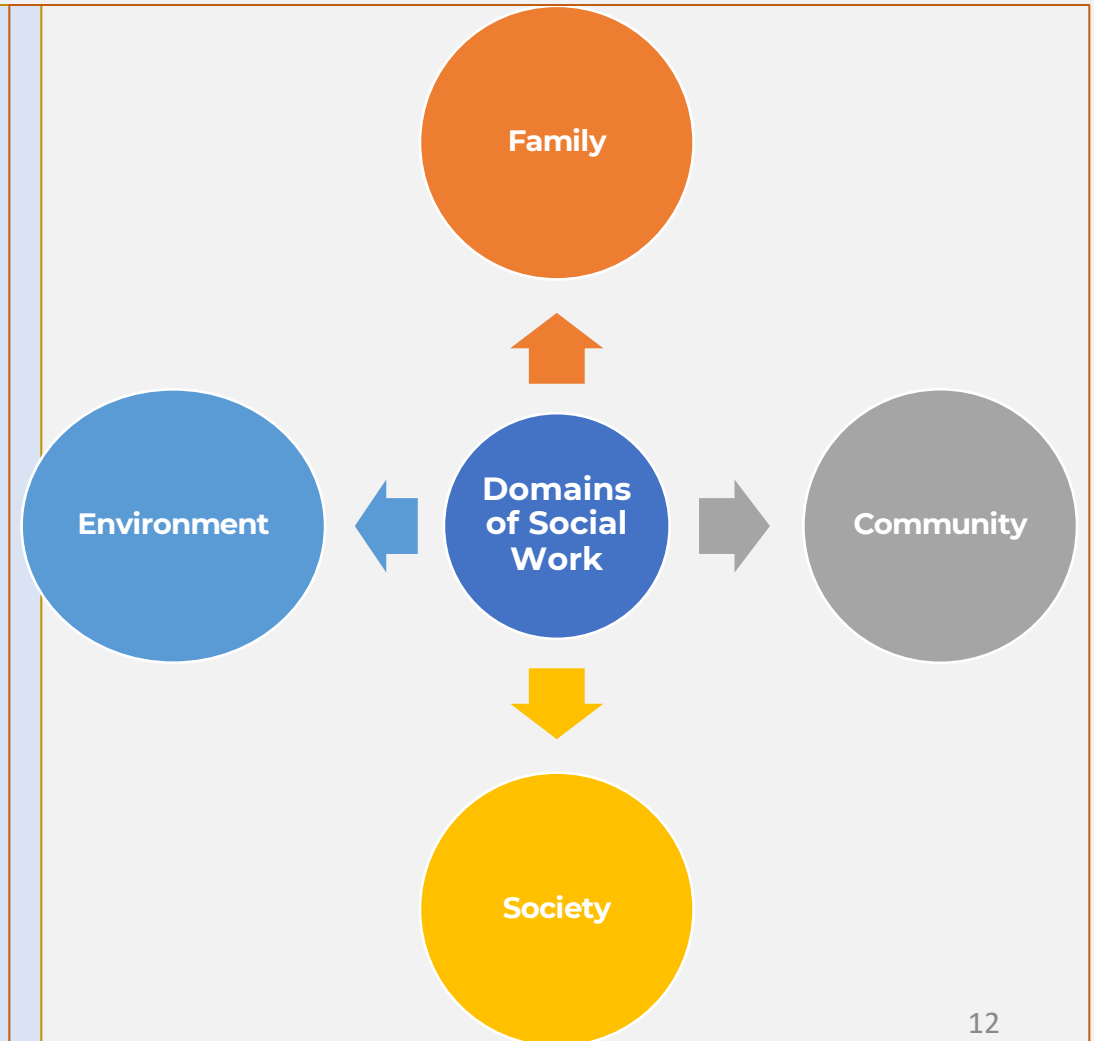 Family
Environment
Domains
of Social
Work
Community
Society
12